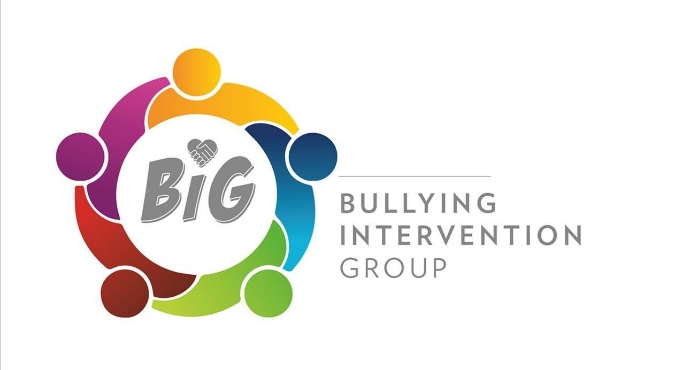 BiG
BULLYING
INTERVENTION
GROUP